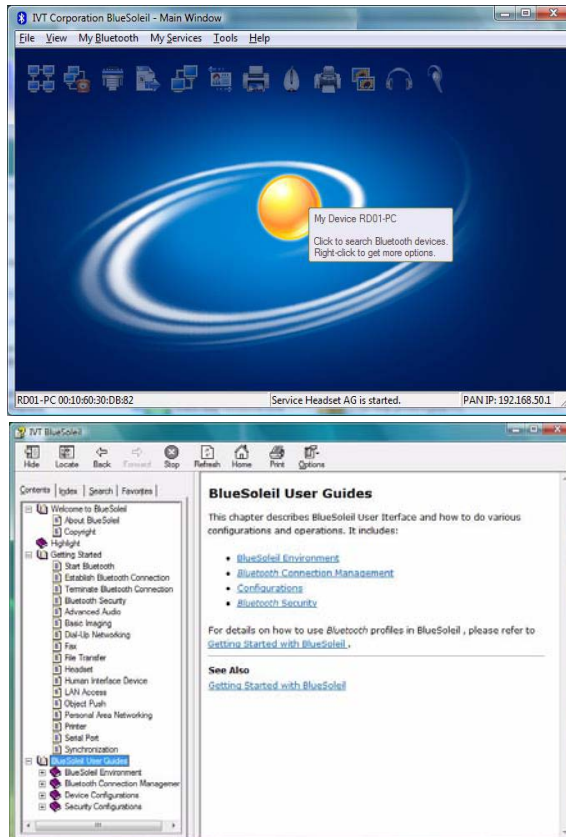 IVT Corporation BlueSoleil - Main Window
File View My Bluetooth My Services Tools Help
My Device RD01-PC
Click to search Bluetooth devices.
Right-click to get more options.
RD01-PC 00:10:60:30:DB:82 Service Headset AG is started. PAN IP: 192.168.50.1
IVT BlueSoleil
Hide Locate Back Forward Stop Refresh Home Print Options
Contents Index Search Favorites
Welcome to BlueSoleil
About BlueSoleil
Copyright
Highlight
Getting Started
Start Bluetooth
Establish Bluetooth Connection
Terminate Bluetooth Connection
Bluetooth Security
Advanced Audio
Basic Imaging
Dial-Up Networking
Fax
File Transfer
Headset
Human Interface Device
LAN Access
Object Push
Personal Area Networking
Printer
Serial Port
Synchronization
BlueSoleil User Guides
BlueSoleil Environment
Bluetooth Connection Managemer
Device Configurations
Security Configurations
BlueSoleil User Guides
This chapter describes BlueSoleil User Iterface and how to do various
configurations and operations. It includes:
BlueSoleil Environment
Bluetooth Connection Management
Configurations
Bluetooth Security
For details on how to use Bluetooth profiles in BlueSoleil , please refer to
Getting Started with BlueSoleil .
See Also
Getting Started with BlueSoleil